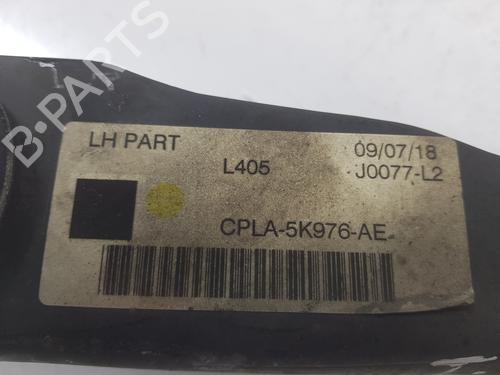 B-PARTS
LH PART
09/07/18
L405
J0077-L2
CPLA-5K976-AE